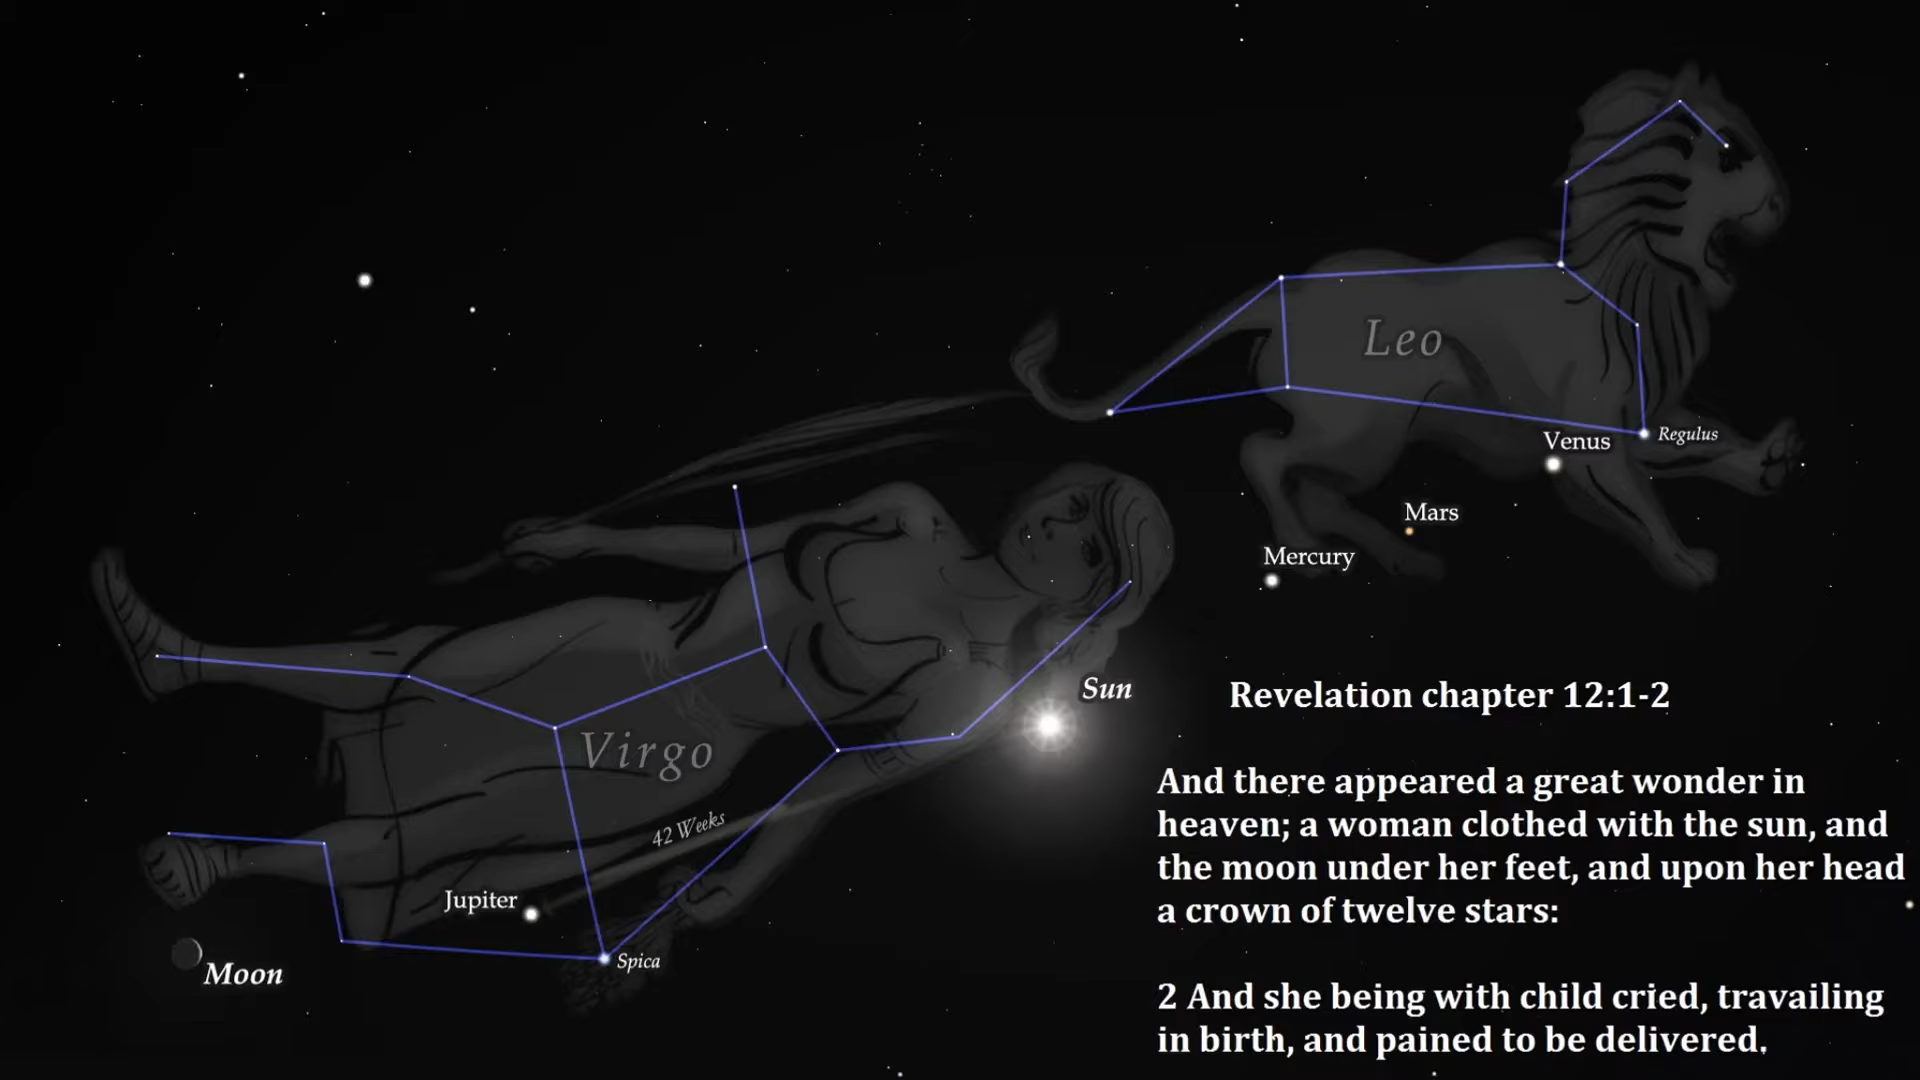 Leo
Venus
Regulus
Mars
Mercury
Sun
Virgo
42 Weeks
Jupiter
Spica
Moon
Revelation chapter 12:1-2
And there appeared a great wonder in
heaven; a woman clothed with the sun, and
the moon under her feet, and upon her head
a crown of twelve stars:
2 And she being with child cried, travailing
in birth, and pained to be delivered.